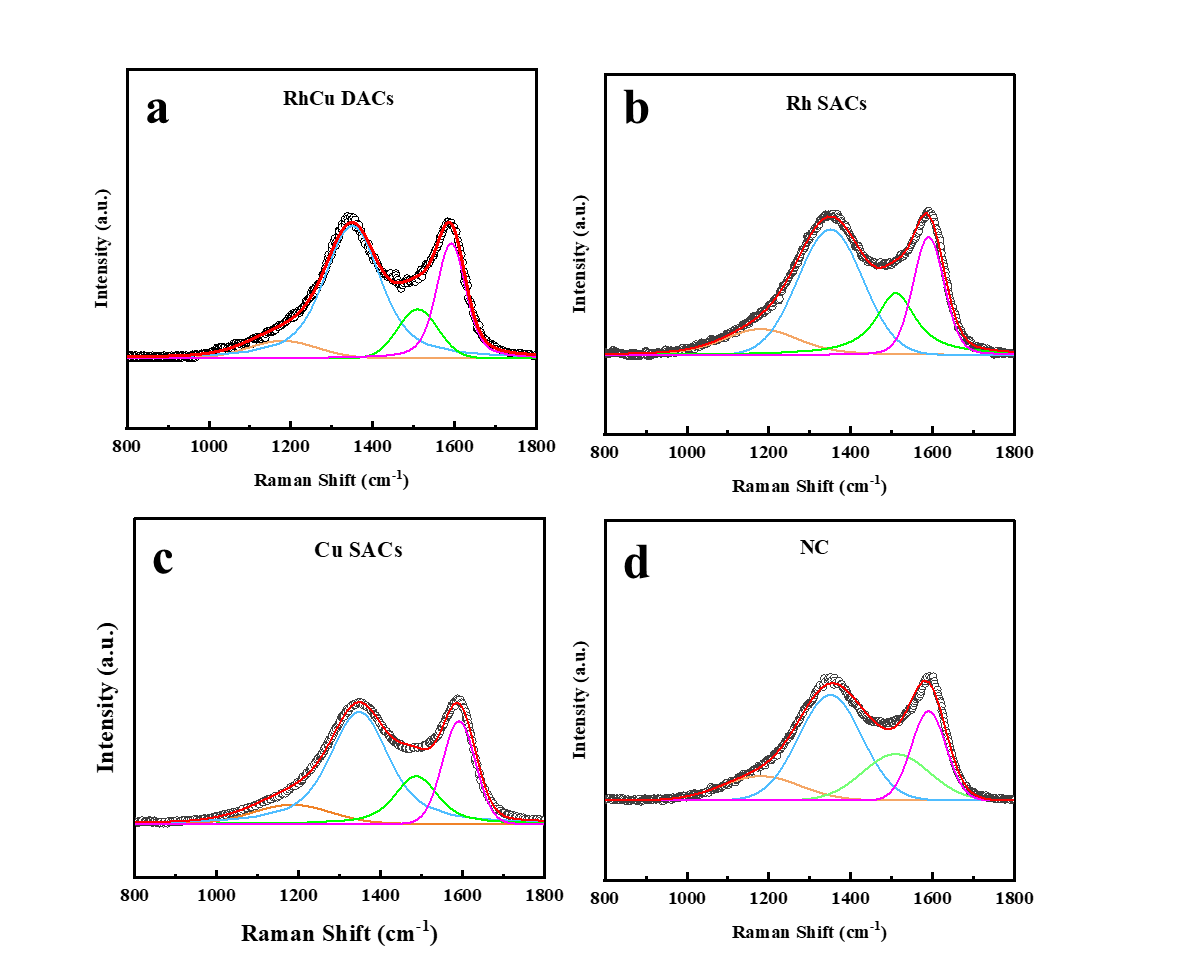 a
RhCu DACs
Intensity (a.u.)
800 1000 1200 1400 1600 1800
Raman Shift (cm⁻¹)
b
Rh SACs
Intensity (a.u.)
800 1000 1200 1400 1600 1800
Raman Shift (cm⁻¹)
c
Cu SACs
Intensity (a.u.)
800 1000 1200 1400 1600 1800
Raman Shift (cm⁻¹)
d
NC
Intensity (a.u.)
800 1000 1200 1400 1600 1800
Raman Shift (cm⁻¹)